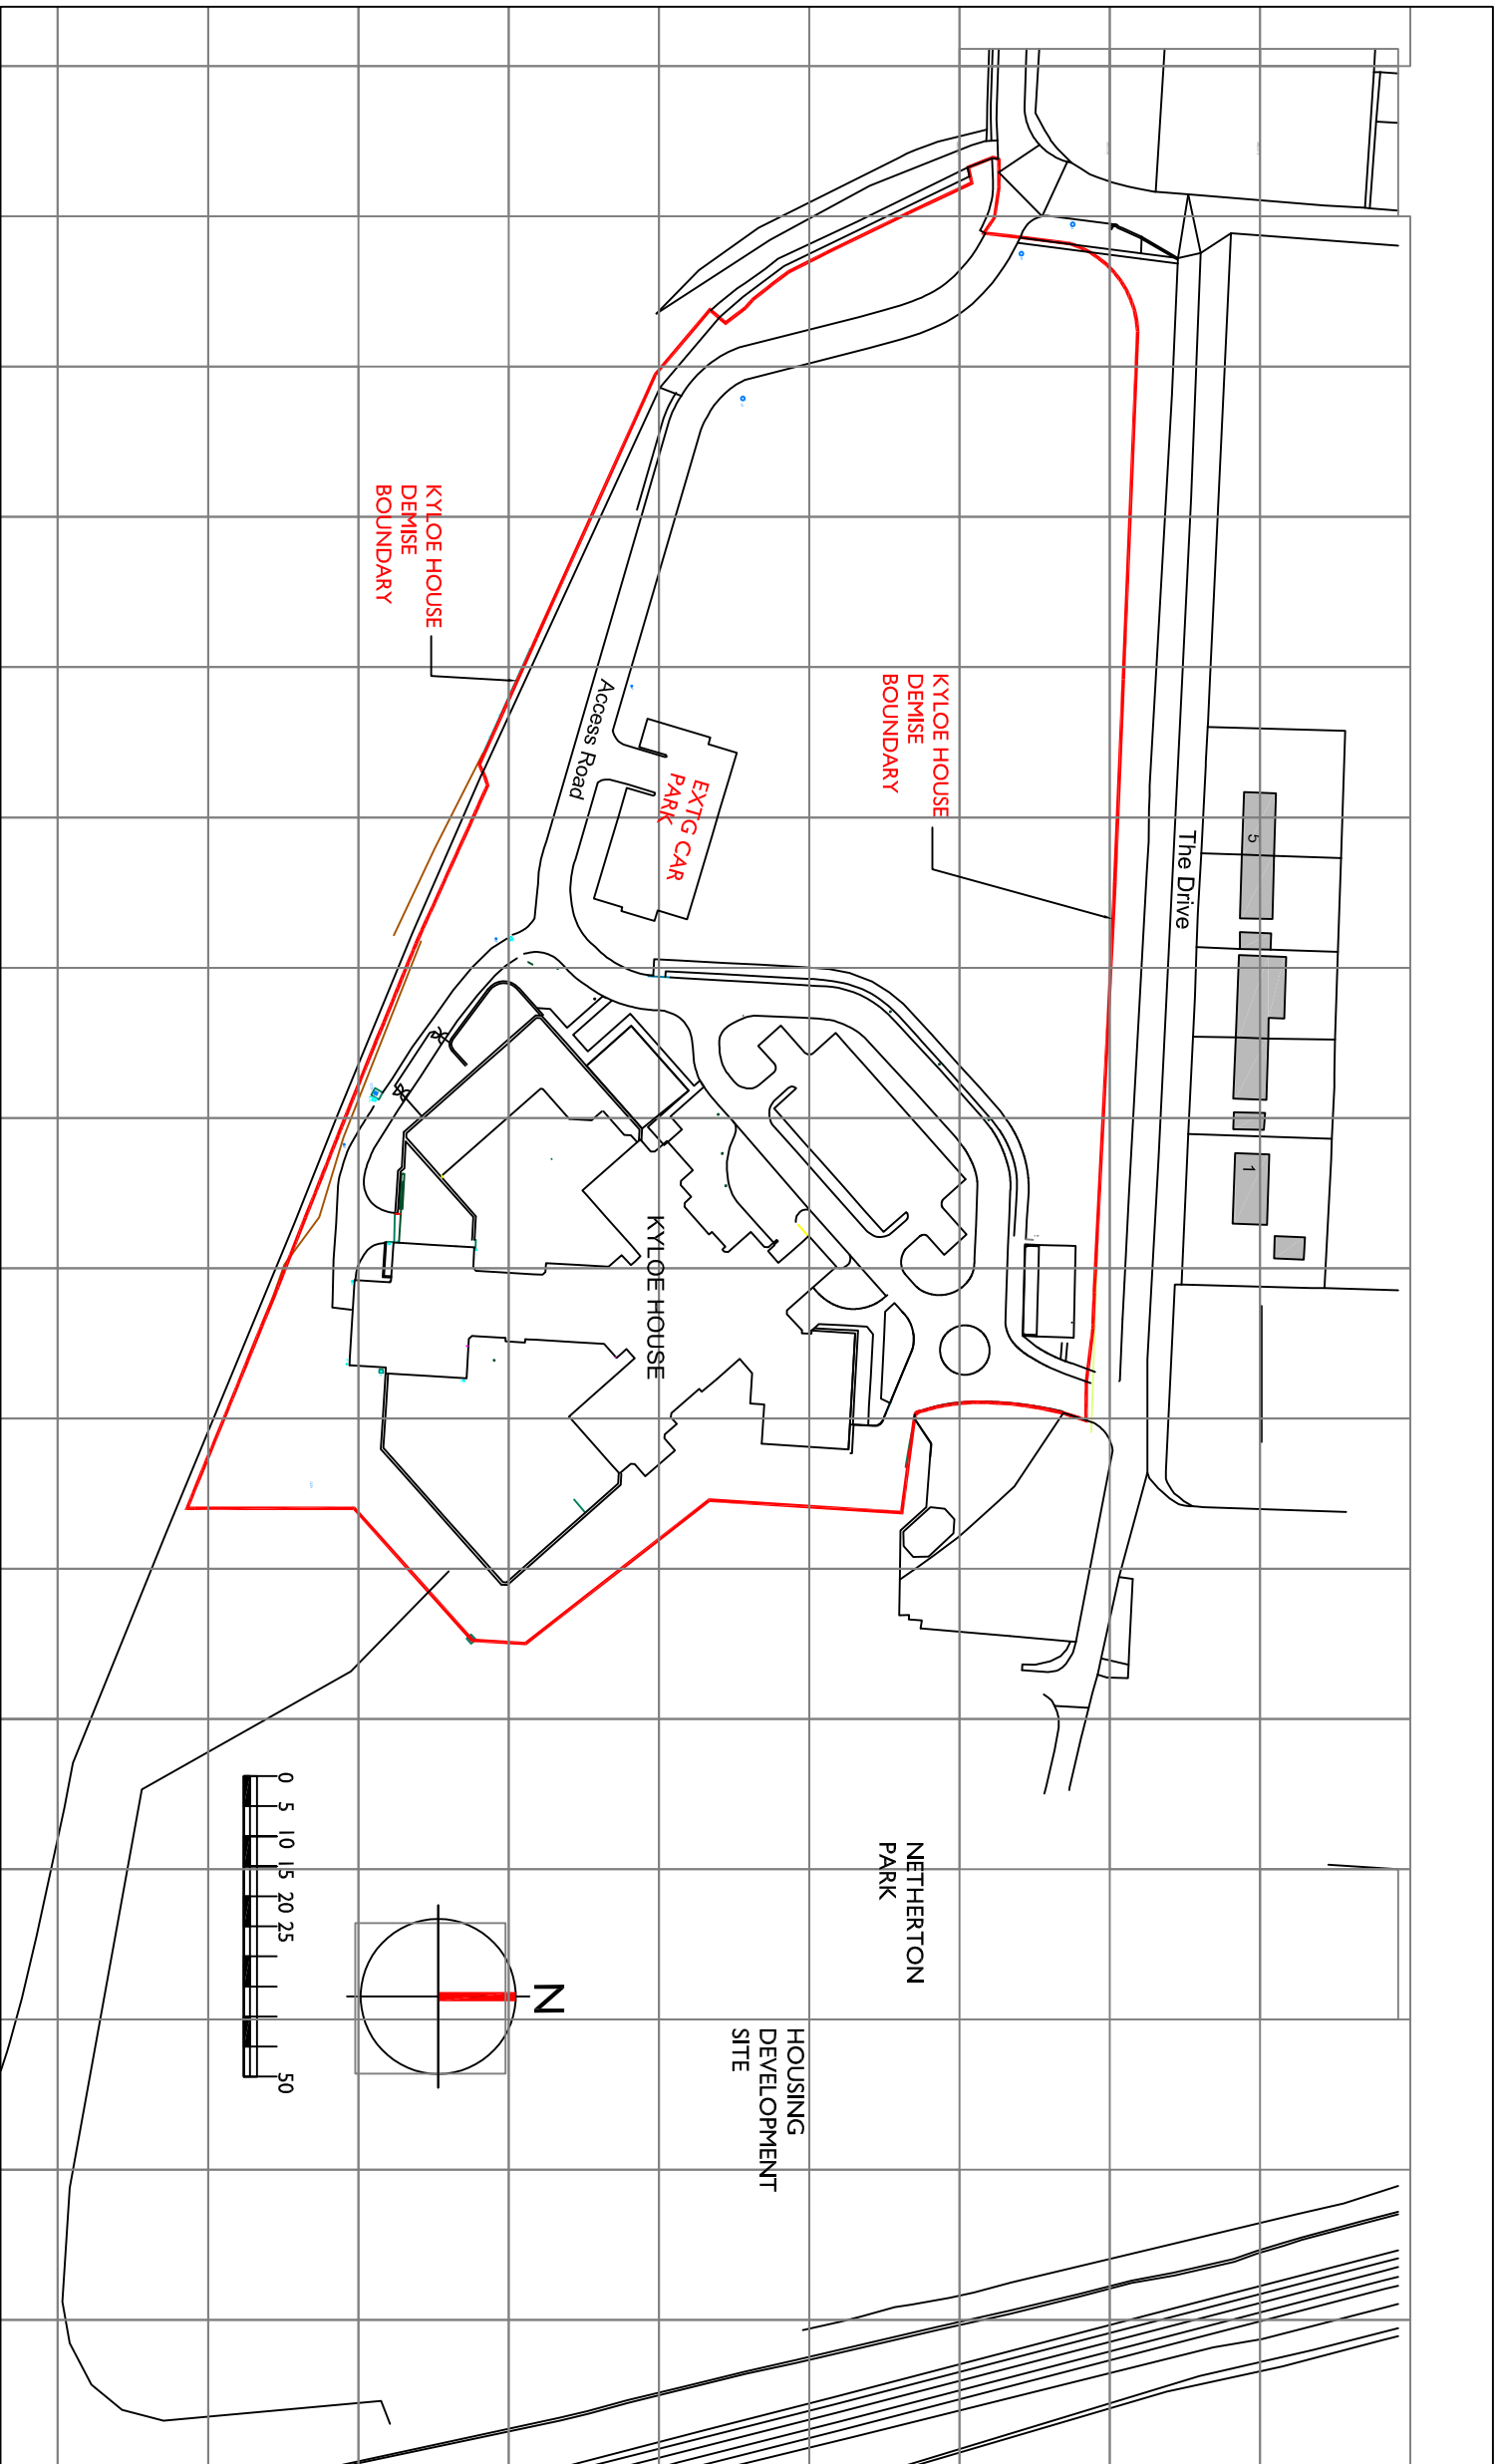 The Drive
5
1
KYLOE HOUSE
DEMISE
BOUNDARY
KYLOE HOUSE
DEMISE
BOUNDARY
EXTG CAR
PARK
Access Road
KYLOE HOUSE
NETHERTON
PARK
HOUSING
DEVELOPMENT
SITE
N
0 5 10 15 20 25 50